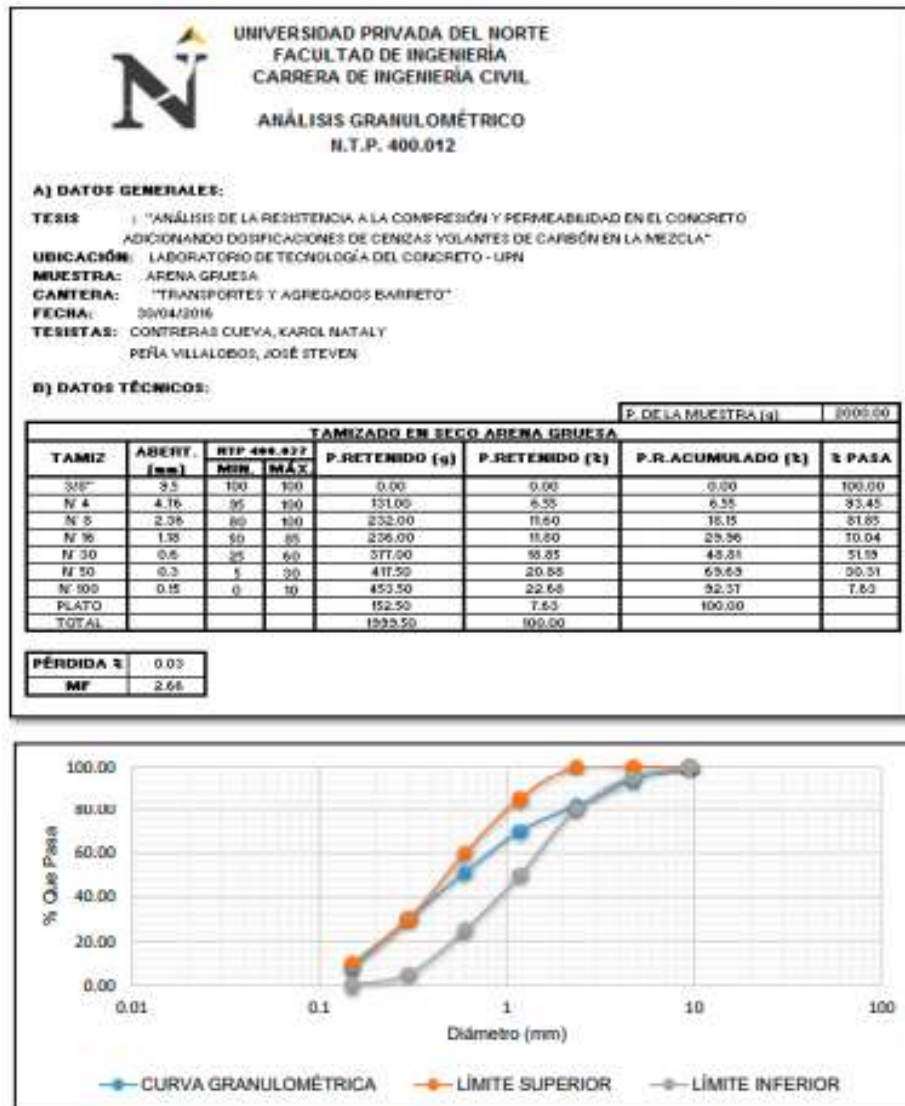 UNIVERSIDAD PRIVADA DEL NORTE
FACULTAD DE INGENIERÍA
CARRERA DE INGENIERÍA CIVIL
ANÁLISIS GRANULOMÉTRICO
N.T.P. 400.012
A) DATOS GENERALES:
TESIS : "ANÁLISIS DE LA RESISTENCIA A LA COMPRESIÓN Y PERMEABILIDAD EN EL CONCRETO
ADICIONANDO DOSIFICACIONES DE CENIZAS VOLANTES DE CARBÓN EN LA MEZCLA"
UBICACIÓN: LABORATORIO DE TECNOLOGÍA DEL CONCRETO - UPN
MUESTRA: ARENA GRUESA
CANTERA: "TRANSPORTES Y AGREGADOS BARRETO"
FECHA: 30/04/2016
TESISTAS: CONTRERAS CUEVA, KAROL NATALY
PEÑA VILLALOBOS, JOSÉ STEVEN
B) DATOS TÉCNICOS:
P. DE LA MUESTRA (g) 2000.00
TAMIZADO EN SECO ARENA GRUESA
TAMIZ ABERT. (mm) NTP 400.037 MIN. MÁX. P.RETENIDO (g) P.RETENIDO (%) P.R.ACUMULADO (%) % PASA
3/8" 9.5 100 100 0.00 0.00 0.00 100.00
N° 4 4.76 95 100 131.00 6.55 6.55 93.45
N° 8 2.36 80 100 232.00 11.60 18.15 81.85
N° 16 1.18 50 85 236.00 11.80 29.96 70.04
N° 30 0.6 25 60 377.00 18.85 48.81 51.19
N° 50 0.3 5 30 417.50 20.88 69.69 30.31
N° 100 0.15 0 10 453.50 22.68 92.37 7.63
PLATO 152.50 7.63 100.00
TOTAL 1999.50 100.00
PÉRDIDA % 0.03
MF 2.66
100.00
80.00
60.00
40.00
20.00
0.00
% Que Pasa
0.01 0.1 1 10 100
Diámetro (mm)
CURVA GRANULOMÉTRICA LÍMITE SUPERIOR LÍMITE INFERIOR